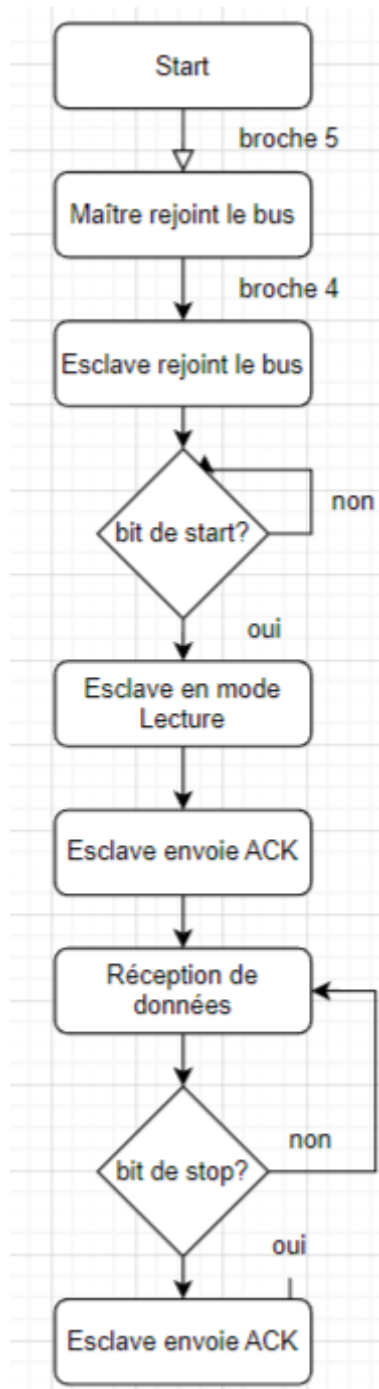 Start
broche 5
Maître rejoint le bus
broche 4
Esclave rejoint le bus
bit de start?
non
oui
Esclave en mode
Lecture
Esclave envoie ACK
Réception de
données
bit de stop?
non
oui
Esclave envoie ACK